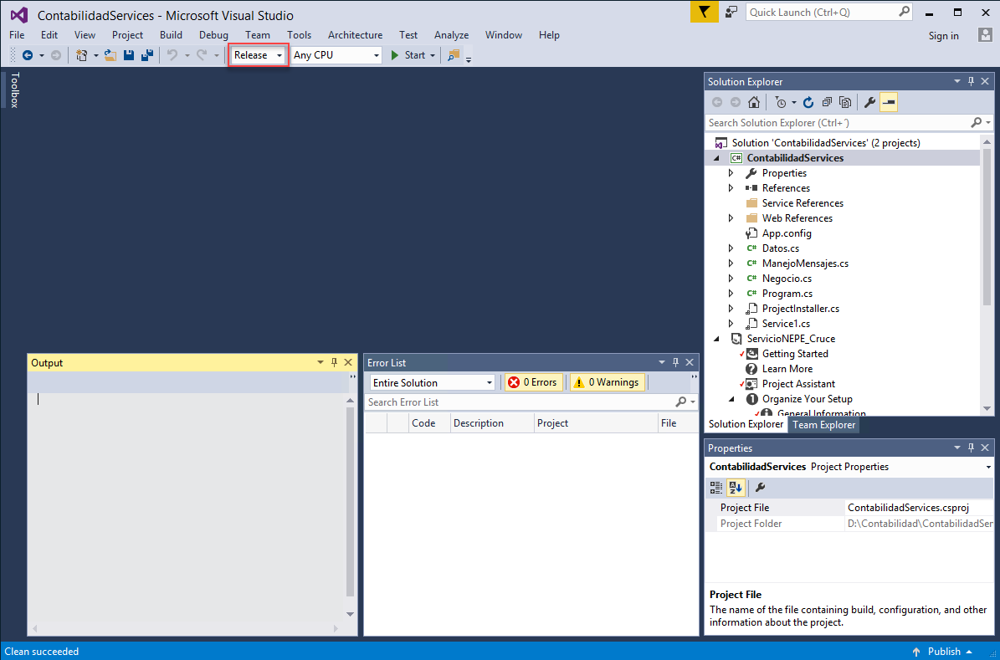 ContabilidadServices - Microsoft Visual Studio
Quick Launch (Ctrl+Q)
File Edit View Project Build Debug Team Tools Architecture Test Analyze Window Help
Sign in
Release Any CPU Start
Toolbox
Solution Explorer
Search Solution Explorer (Ctrl+´)
Solution 'ContabilidadServices' (2 projects)
C# ContabilidadServices
Properties
References
Service References
Web References
App.config
C# Datos.cs
C# ManejoMensajes.cs
C# Negocio.cs
C# Program.cs
ProjectInstaller.cs
Service1.cs
ServicioNEPE_Cruce
Getting Started
Learn More
Project Assistant
1 Organize Your Setup
General Information
Solution Explorer Team Explorer
Output
Error List
Entire Solution 0 Errors 0 Warnings
Search Error List
Code Description Project File
Properties
ContabilidadServices Project Properties
Project File ContabilidadServices.csproj
Project Folder D:\Contabilidad\ContabilidadSer
Project File
The name of the file containing build, configuration, and other
information about the project.
Clean succeeded
Publish